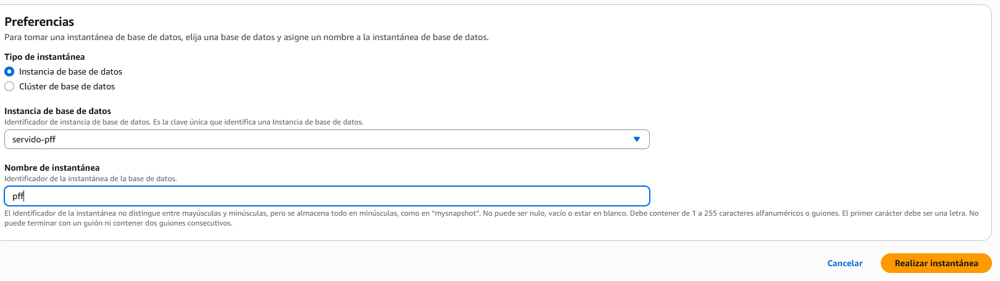 Preferencias
Para tomar una instantánea de base de datos, elija una base de datos y asigne un nombre a la instantánea de base de datos.
Tipo de instantánea
Instancia de base de datos
Clúster de base de datos
Instancia de base de datos
Identificador de instancia de base de datos. Es la clave única que identifica una Instancia de base de datos.
servido-pff
Nombre de instantánea
Identificador de la instantánea de la base de datos.
pff
El identificador de la instantánea no distingue entre mayúsculas y minúsculas, pero se almacena todo en minúsculas, como en “mysnapshot”. No puede ser nulo, vacío o estar en blanco. Debe contener de 1 a 255 caracteres alfanuméricos o guiones. El primer carácter debe ser una letra. No
puede terminar con un guión ni contener dos guiones consecutivos.
Cancelar
Realizar instantánea